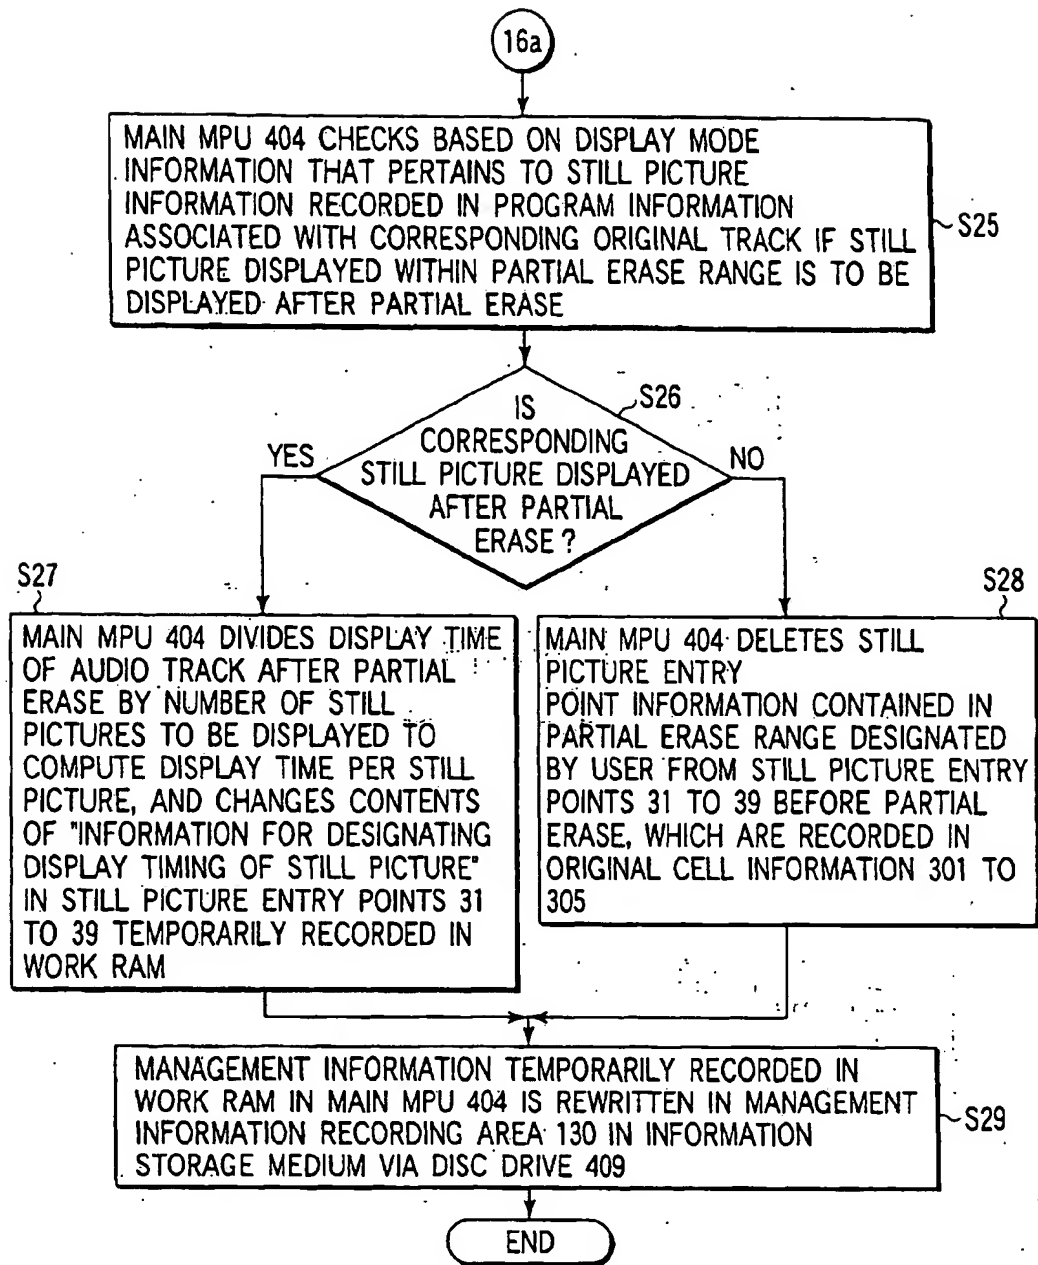 16a
MAIN MPU 404 CHECKS BASED ON DISPLAY MODE
INFORMATION THAT PERTAINS TO STILL PICTURE
INFORMATION RECORDED IN PROGRAM INFORMATION
ASSOCIATED WITH CORRESPONDING ORIGINAL TRACK IF STILL
PICTURE DISPLAYED WITHIN PARTIAL ERASE RANGE IS TO BE
DISPLAYED AFTER PARTIAL ERASE
S25
S26
IS
CORRESPONDING
STILL PICTURE DISPLAYED
AFTER PARTIAL
ERASE ?
YES
NO
S27
MAIN MPU 404 DIVIDES DISPLAY TIME
OF AUDIO TRACK AFTER PARTIAL
ERASE BY NUMBER OF STILL
PICTURES TO BE DISPLAYED TO
COMPUTE DISPLAY TIME PER STILL
PICTURE, AND CHANGES CONTENTS
OF "INFORMATION FOR DESIGNATING
DISPLAY TIMING OF STILL PICTURE"
IN STILL PICTURE ENTRY POINTS 31
TO 39 TEMPORARILY RECORDED IN
WORK RAM
S28
MAIN MPU 404 DELETES STILL
PICTURE ENTRY
POINT INFORMATION CONTAINED IN
PARTIAL ERASE RANGE DESIGNATED
BY USER FROM STILL PICTURE ENTRY
POINTS 31 TO 39 BEFORE PARTIAL
ERASE, WHICH ARE RECORDED IN
ORIGINAL CELL INFORMATION 301 TO
305
MANAGEMENT INFORMATION TEMPORARILY RECORDED IN
WORK RAM IN MAIN MPU 404 IS REWRITTEN IN MANAGEMENT
INFORMATION RECORDING AREA 130 IN INFORMATION
STORAGE MEDIUM VIA DISC DRIVE 409
S29
END